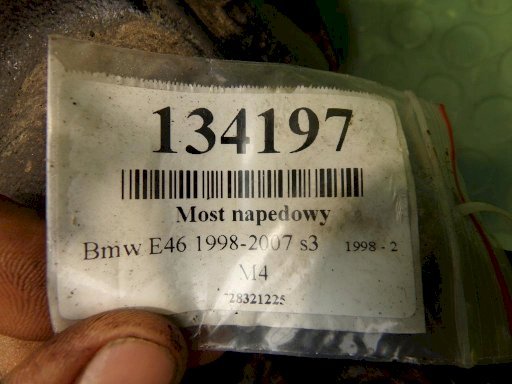 134197
Most napedowy
Bmw E46 1998-2007 s3 1998 - 2
M4
728321225